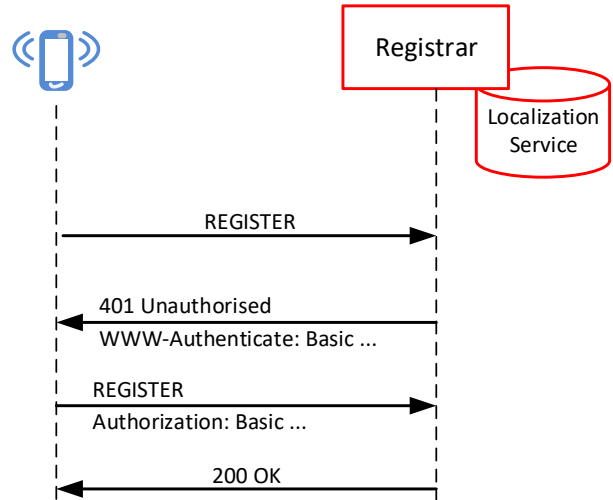 Registrar
Localization
Service
REGISTER
401 Unauthorised
WWW-Authenticate: Basic ...
REGISTER
Authorization: Basic ...
200 OK